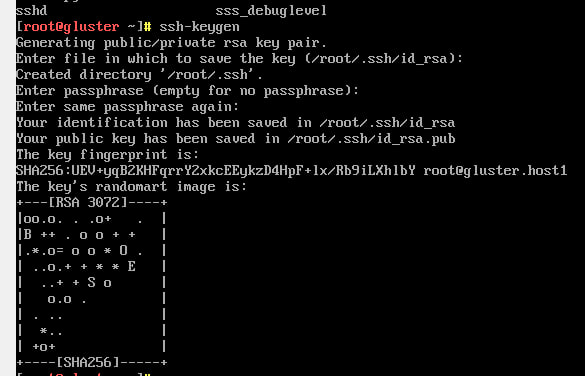 sshd                  sss_debuglevel
[root@gluster ~]# ssh-keygen
Generating public/private rsa key pair.
Enter file in which to save the key (/root/.ssh/id_rsa):
Created directory '/root/.ssh'.
Enter passphrase (empty for no passphrase):
Enter same passphrase again:
Your identification has been saved in /root/.ssh/id_rsa
Your public key has been saved in /root/.ssh/id_rsa.pub
The key fingerprint is:
SHA256:UEV+yqB2KHFqrrY2xkcEEykzD4HpF+lx/Rb9iLXhlbY root@gluster.host1
The key's randomart image is:
+---[RSA 3072]----+
|oo.o. . .o+   .  |
|B ++ . o o + +   |
|.*.o= o o * O .  |
| ..o.+ + * * E   |
|  ..+ + S o      |
|   o.o .         |
| . ..            |
|  *..            |
| +o+             |
+----[SHA256]-----+